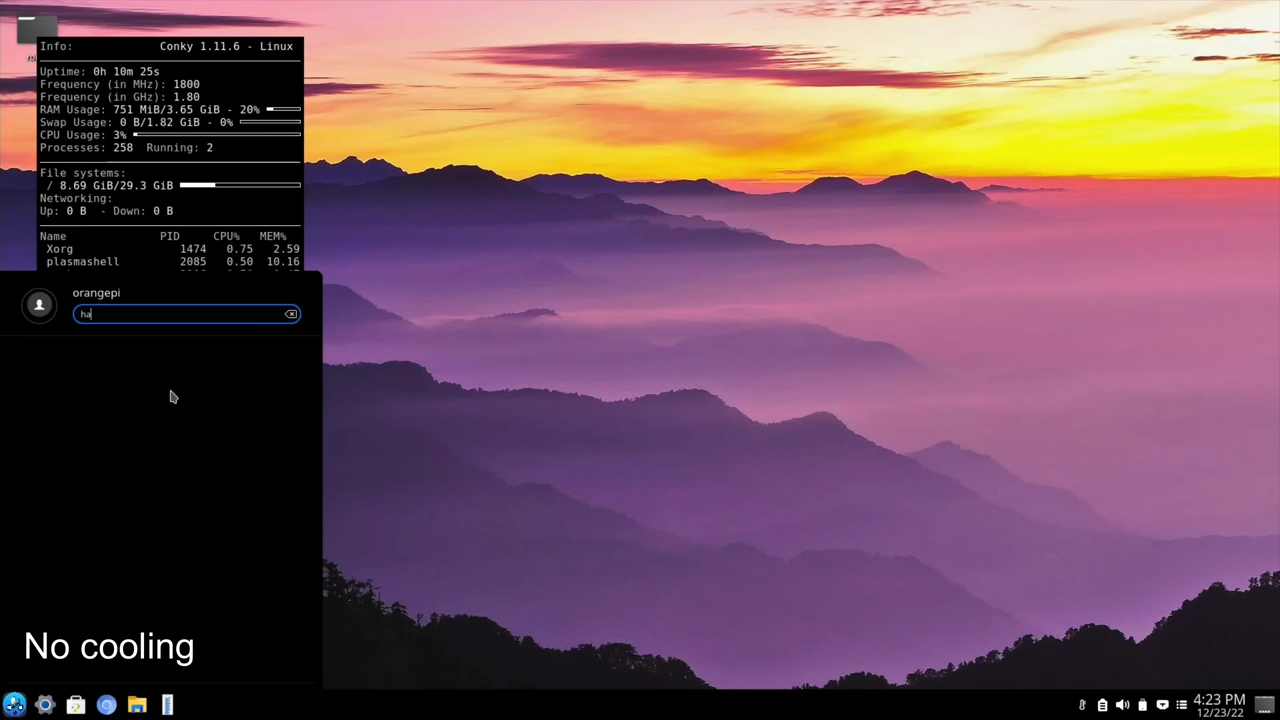 Info: Conky 1.11.6 - Linux
Uptime: 0h 10m 25s
Frequency (in MHz): 1800
Frequency (in GHz): 1.80
RAM Usage: 751 MiB/3.65 GiB - 20%
Swap Usage: 0 B/1.82 GiB - 0%
CPU Usage: 3%
Processes: 258 Running: 2
File systems:
/ 8.69 GiB/29.3 GiB
Networking:
Up: 0 B - Down: 0 B
Name PID CPU% MEM%
Xorg 1474 0.75 2.59
plasmashell 2085 0.50 10.16
orangepi
ha
No cooling
4:23 PM
12/23/22